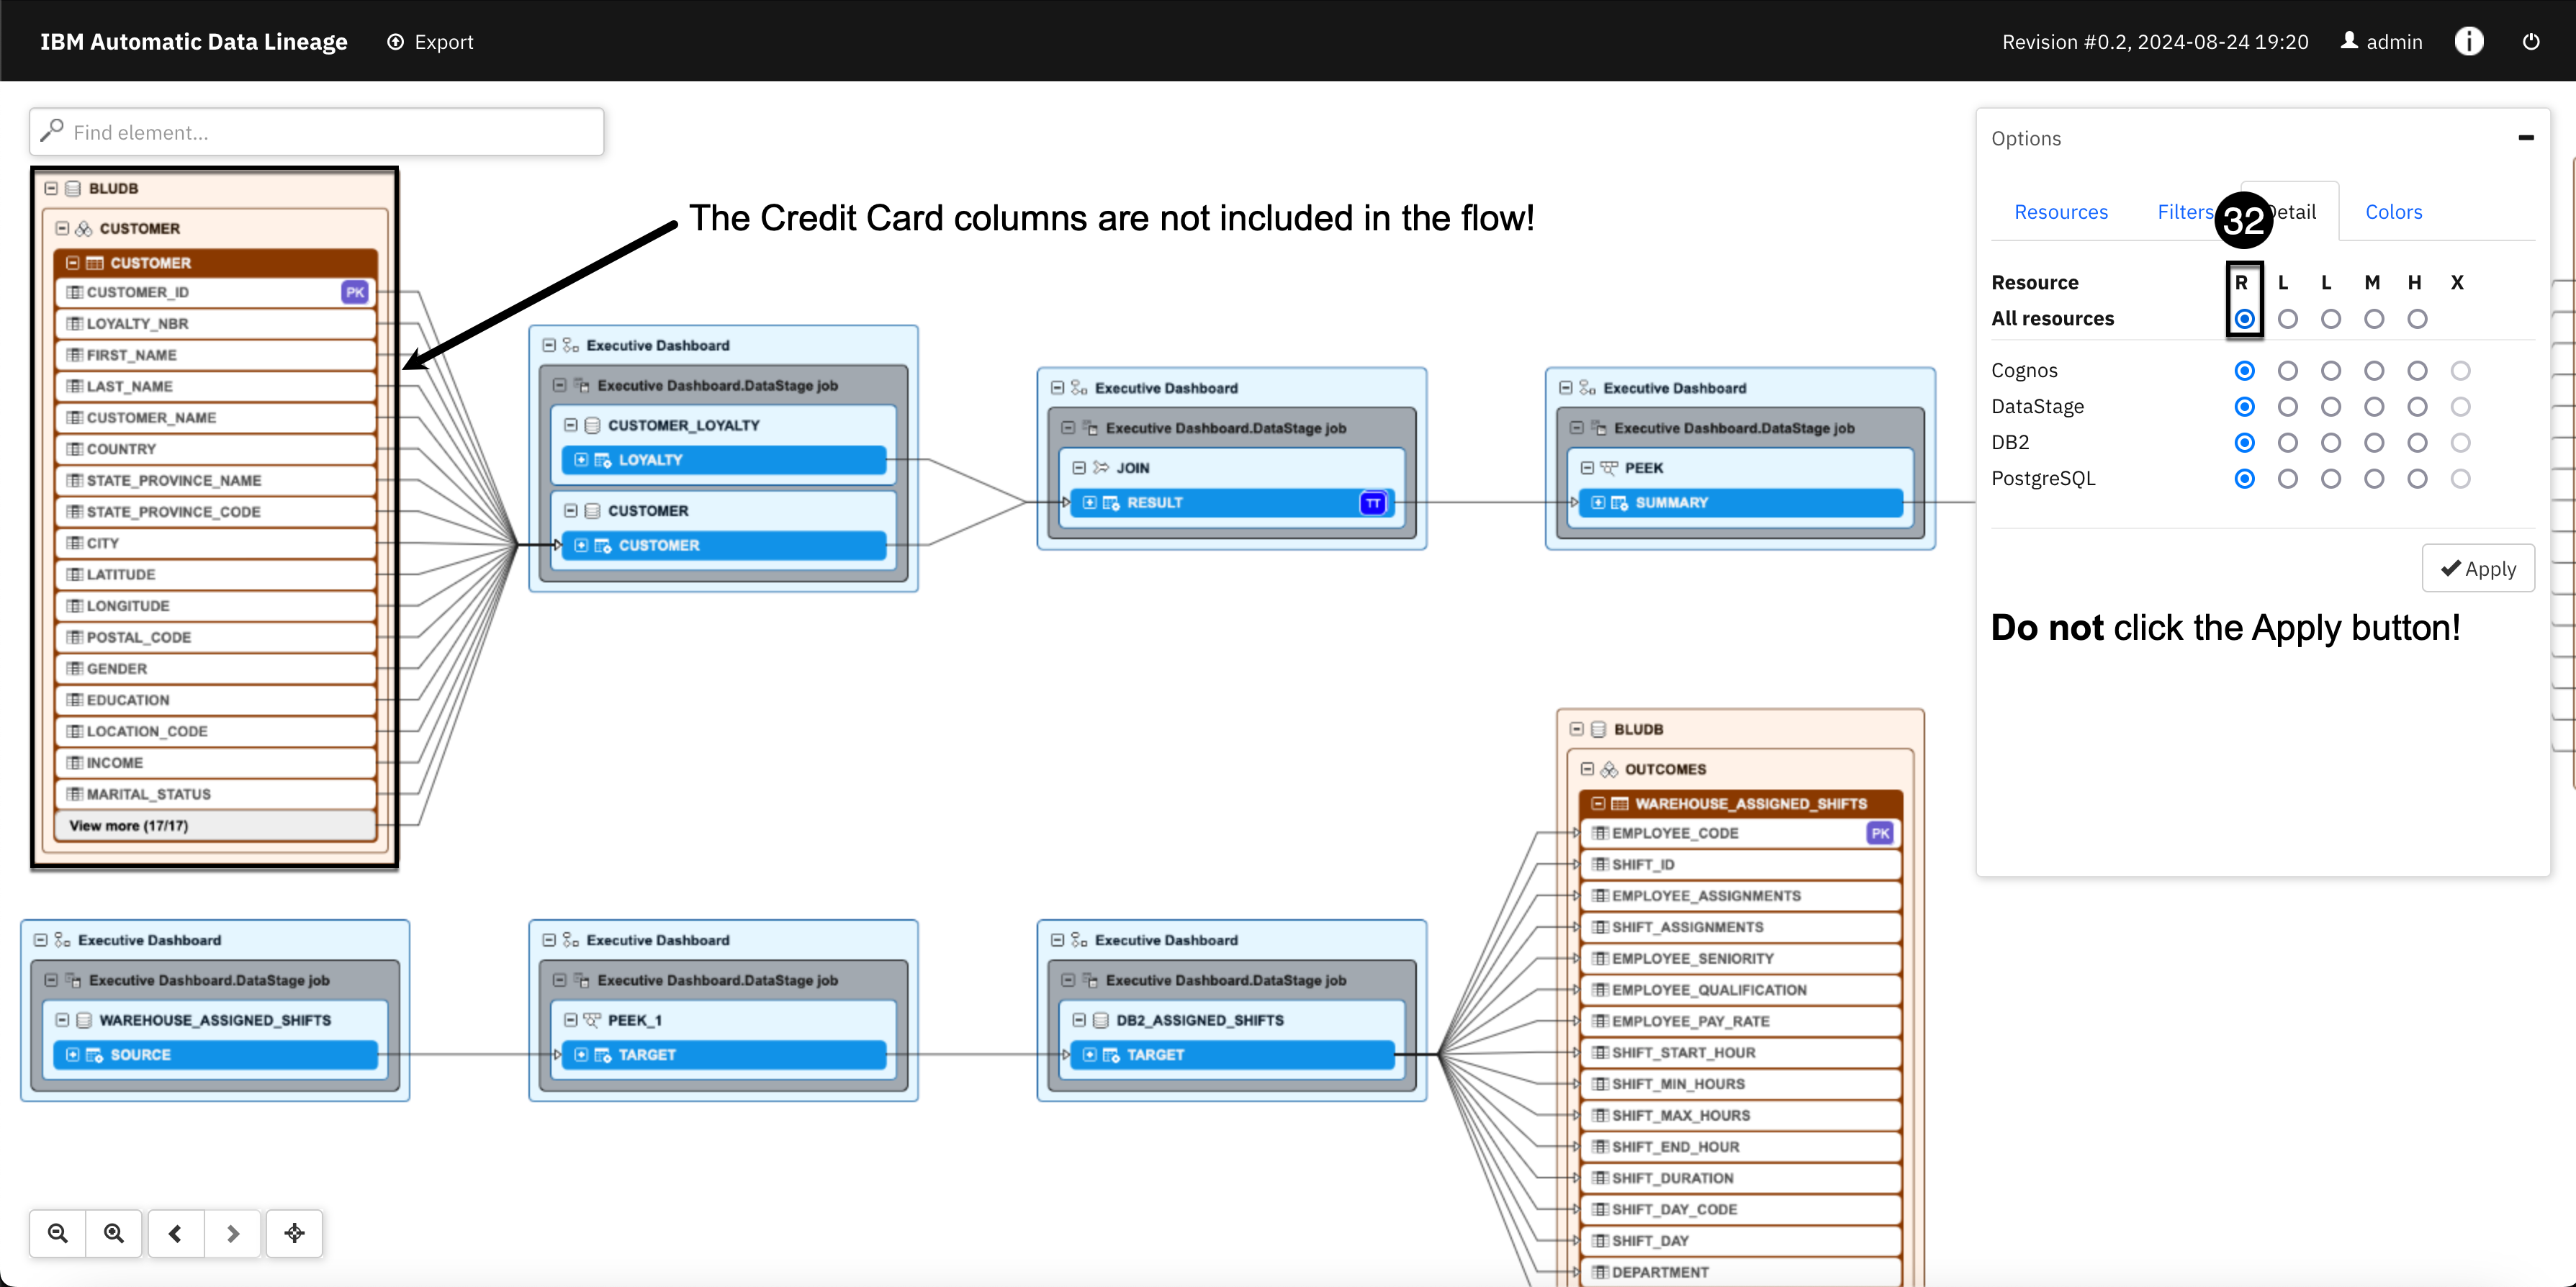 IBM Automatic Data Lineage Export Revision #0.2, 2024-08-24 19:20 admin
Find element...
BLUDB
CUSTOMER
CUSTOMER
CUSTOMER_ID PK
LOYALTY_NBR
FIRST_NAME
LAST_NAME
CUSTOMER_NAME
COUNTRY
STATE_PROVINCE_NAME
STATE_PROVINCE_CODE
CITY
LATITUDE
LONGITUDE
POSTAL_CODE
GENDER
EDUCATION
LOCATION_CODE
INCOME
MARITAL_STATUS
View more (17/17)
The Credit Card columns are not included in the flow!
Executive Dashboard
Executive Dashboard.DataStage job
CUSTOMER_LOYALTY
LOYALTY
CUSTOMER
CUSTOMER
Executive Dashboard
Executive Dashboard.DataStage job
JOIN
RESULT TT
Executive Dashboard
Executive Dashboard.DataStage job
PEEK
SUMMARY
Options
Resources Filters 32 Detail Colors
Resource R L L M H X
All resources
Cognos
DataStage
DB2
PostgreSQL
Apply
Do not click the Apply button!
Executive Dashboard
Executive Dashboard.DataStage job
WAREHOUSE_ASSIGNED_SHIFTS
SOURCE
Executive Dashboard
Executive Dashboard.DataStage job
PEEK_1
TARGET
Executive Dashboard
Executive Dashboard.DataStage job
DB2_ASSIGNED_SHIFTS
TARGET
BLUDB
OUTCOMES
WAREHOUSE_ASSIGNED_SHIFTS
EMPLOYEE_CODE PK
SHIFT_ID
EMPLOYEE_ASSIGNMENTS
SHIFT_ASSIGNMENTS
EMPLOYEE_SENIORITY
EMPLOYEE_QUALIFICATION
EMPLOYEE_PAY_RATE
SHIFT_START_HOUR
SHIFT_MIN_HOURS
SHIFT_MAX_HOURS
SHIFT_END_HOUR
SHIFT_DURATION
SHIFT_DAY_CODE
SHIFT_DAY
DEPARTMENT